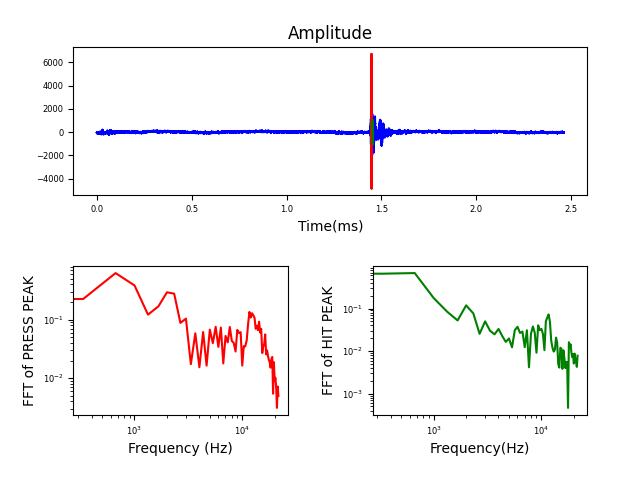 Amplitude
6000
4000
2000
0
−2000
−4000
0.0 0.5 1.0 1.5 2.0 2.5
Time(ms)
FFT of PRESS PEAK
10⁻¹
10⁻²
10³ 10⁴
Frequency (Hz)
FFT of HIT PEAK
10⁻¹
10⁻²
10⁻³
10³ 10⁴
Frequency(Hz)